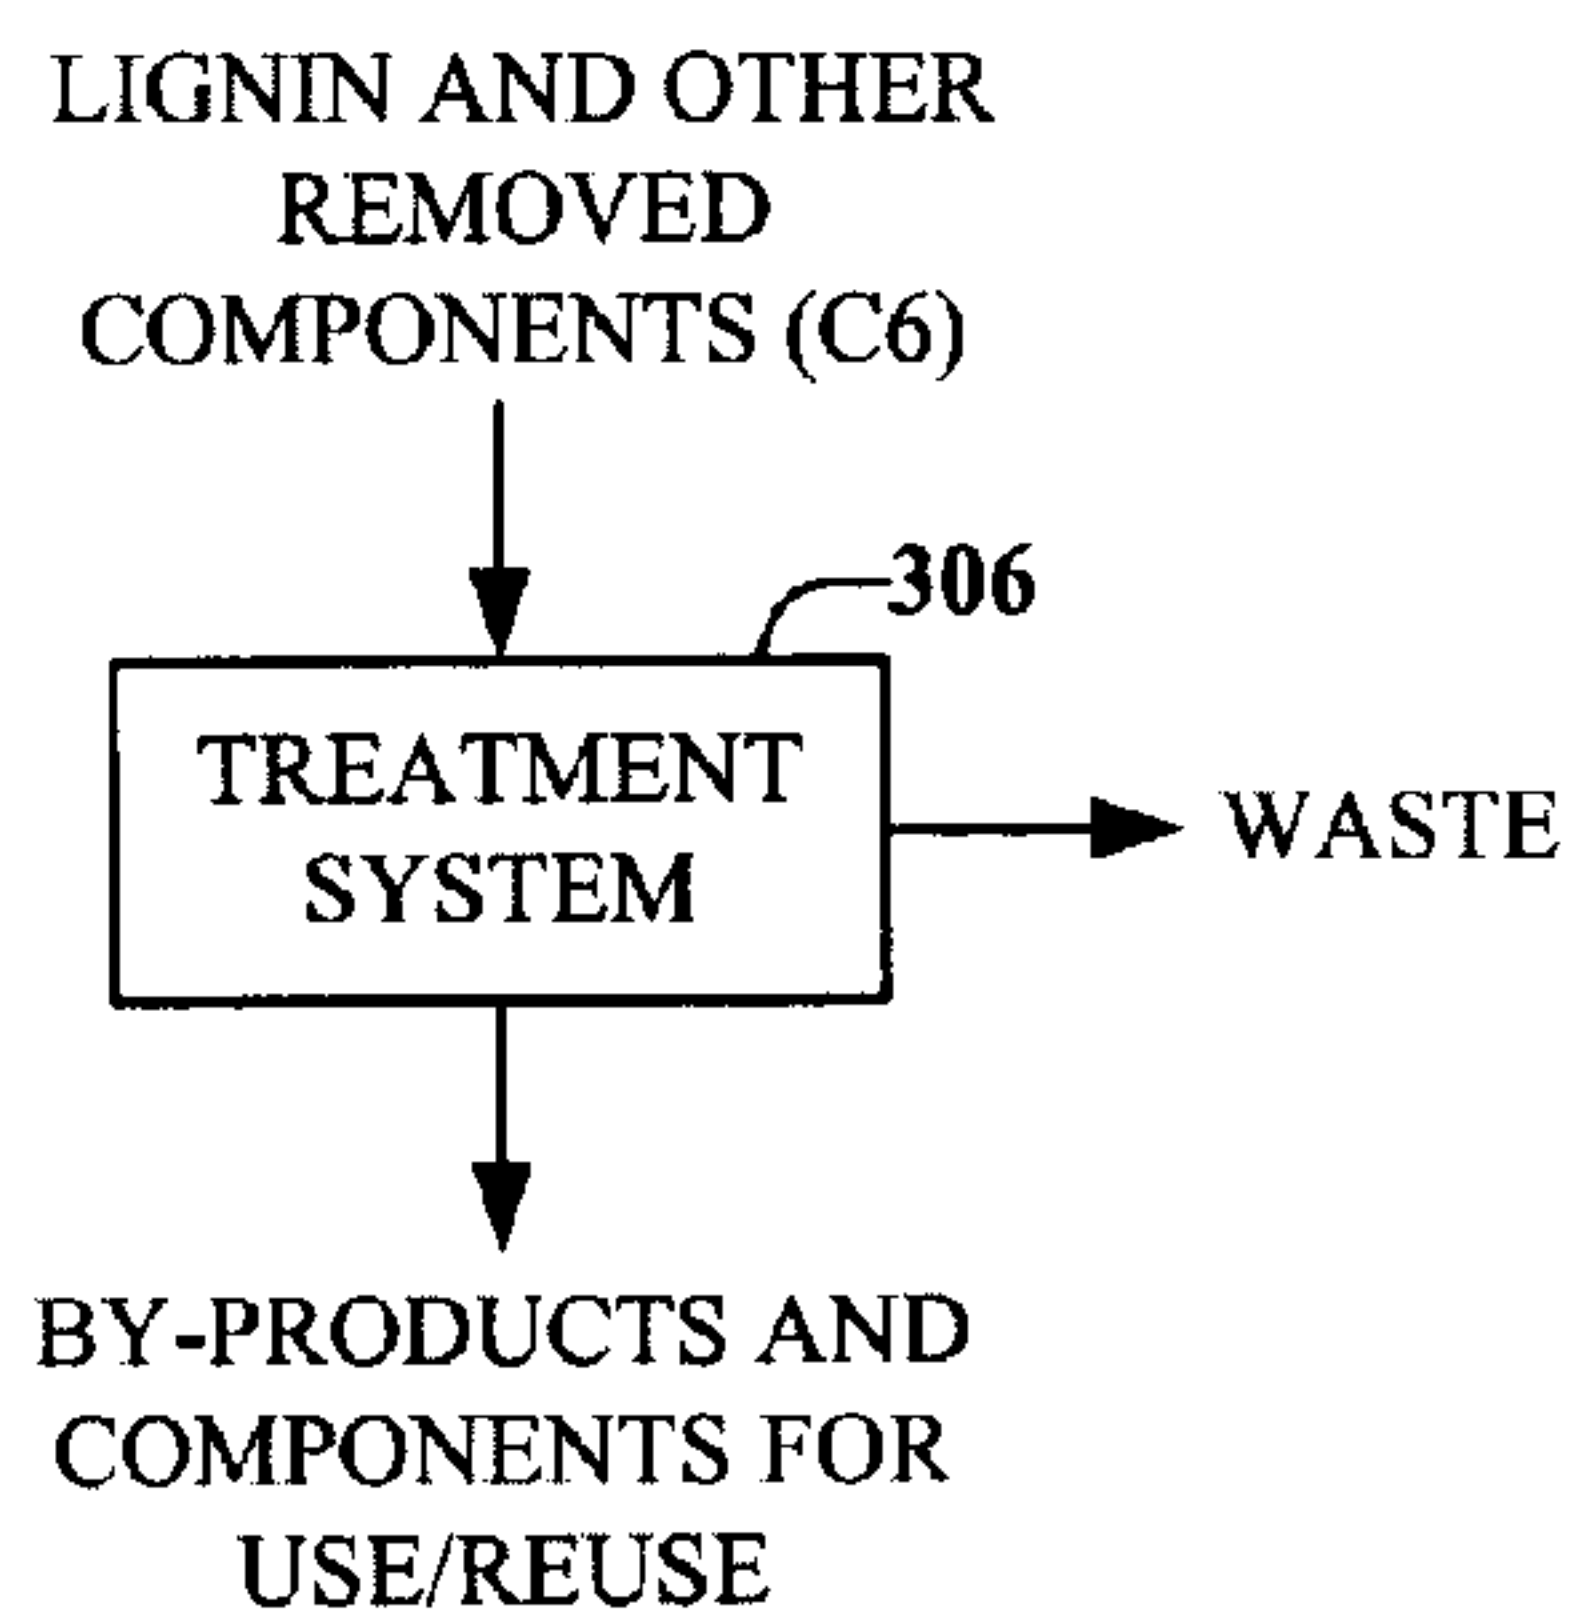 LIGNIN AND OTHER
REMOVED
COMPONENTS (C6)
306
TREATMENT
SYSTEM
WASTE
BY-PRODUCTS AND
COMPONENTS FOR
USE/REUSE